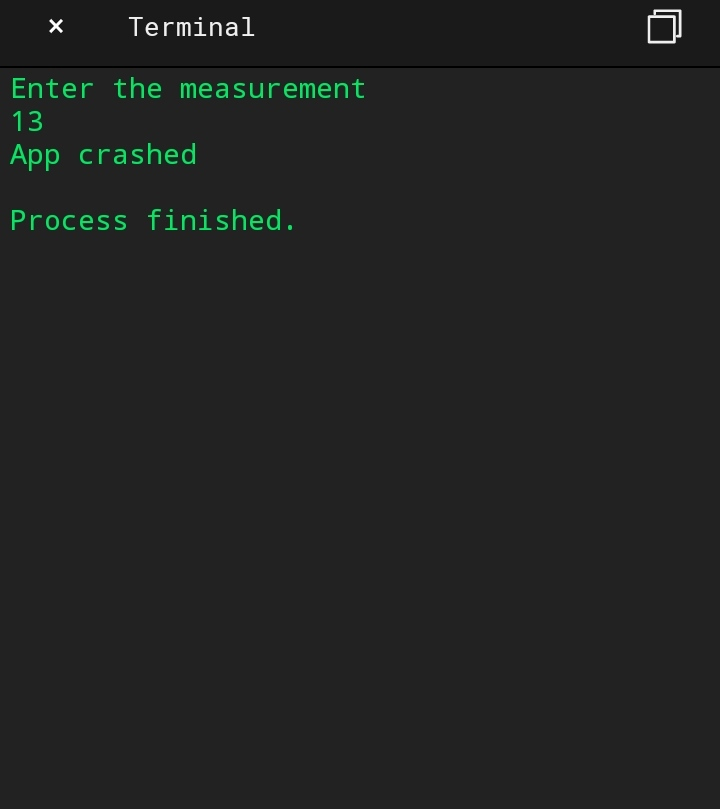 × Terminal
Enter the measurement
13
App crashed
Process finished.